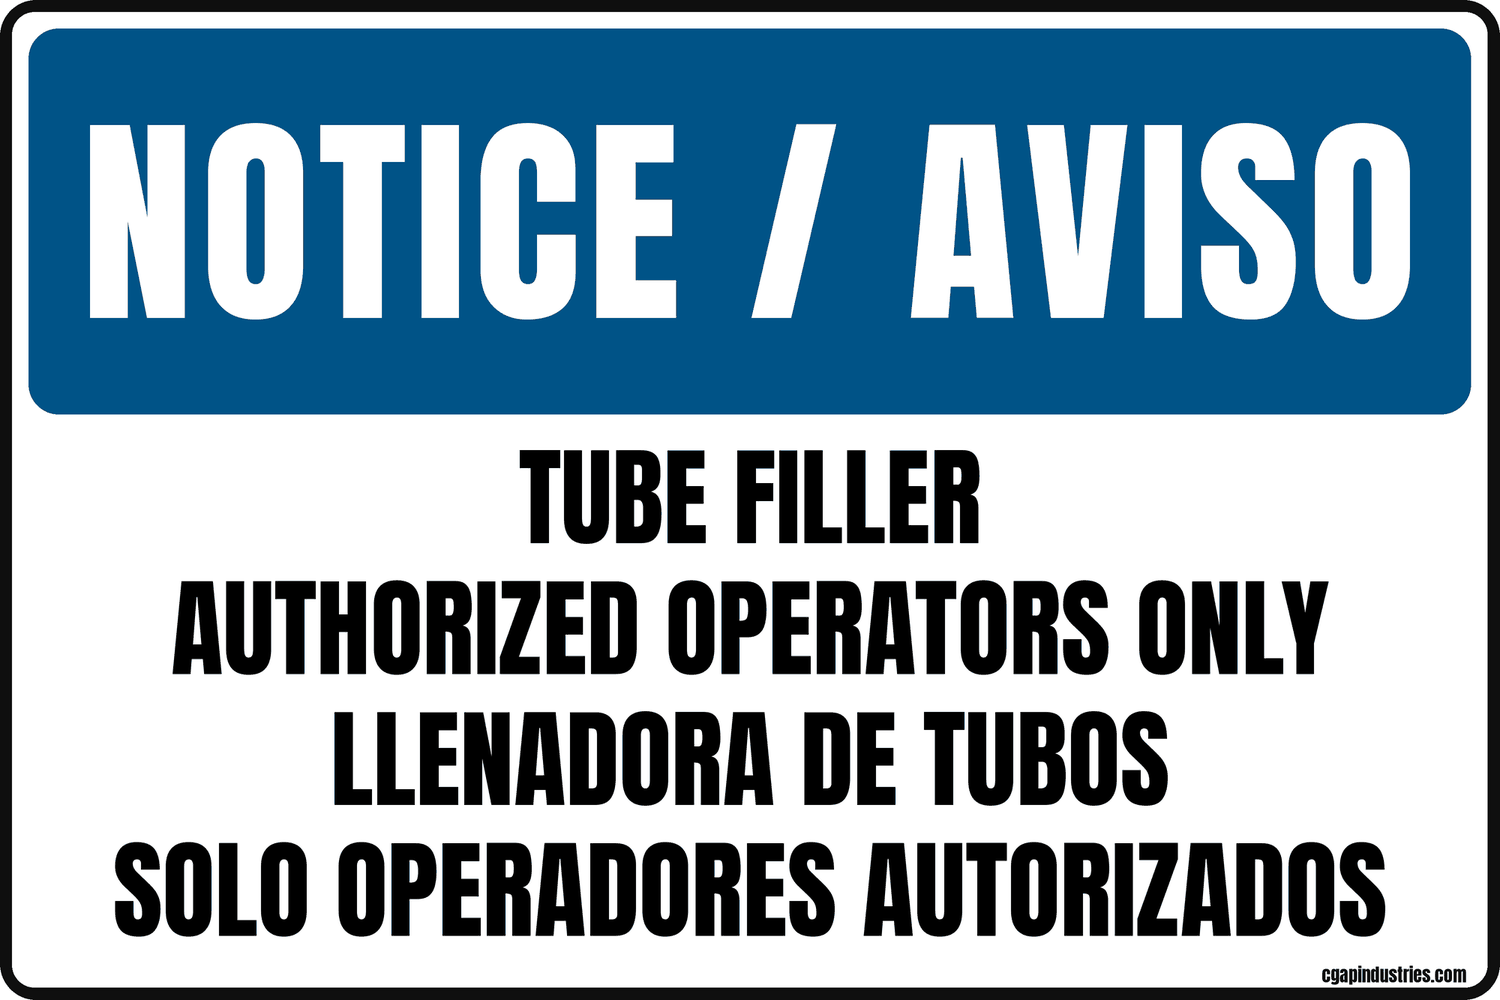 NOTICE / AVISO
TUBE FILLER
AUTHORIZED OPERATORS ONLY
LLENADORA DE TUBOS
SOLO OPERADORES AUTORIZADOS
cgapindustries.com